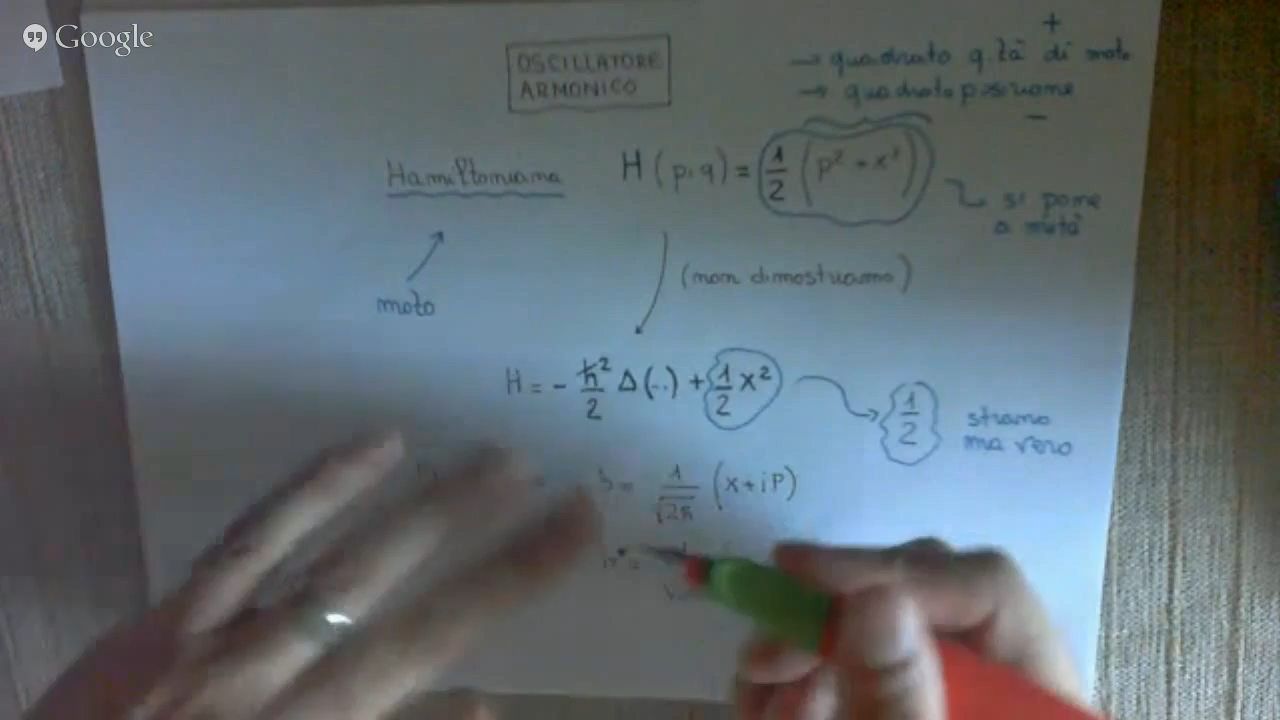 Google
OSCILLATORE
ARMONICO
+
→ quadrato q.tà di moto
→ quadrato posizione
−
Hamiltoniana H(p,q) = 1/2 (p² + x²)
si pone
a metà
moto
(non dimostriamo)
H = - ħ²/2 Δ(..) + 1/2 x² → 1/2 strano
ma vero
b = 1/√2ħ (x+iP)